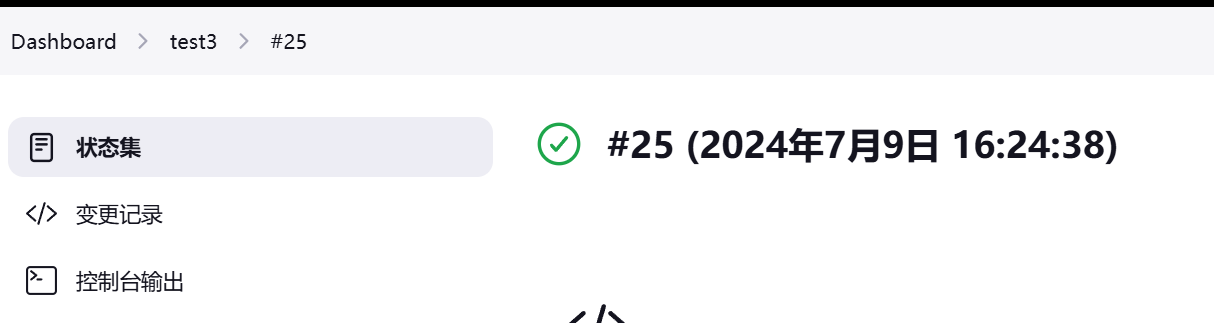 Dashboard > test3 > #25
状态集
#25 (2024年7月9日 16:24:38)
变更记录
控制台输出